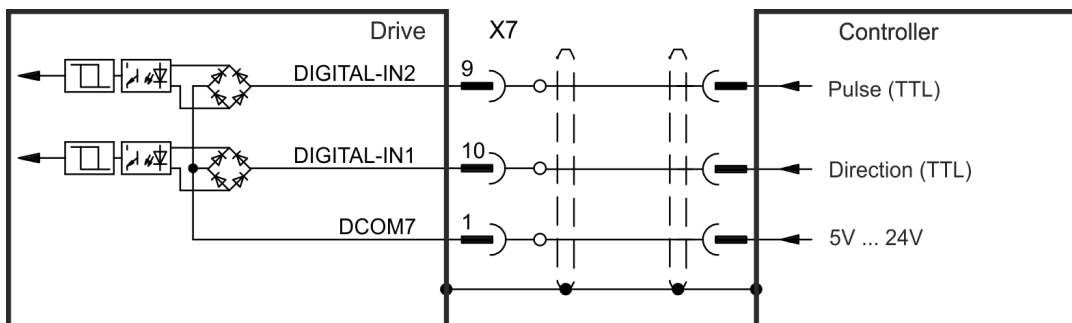 Drive X7 Controller
DIGITAL-IN2 9 Pulse (TTL)
DIGITAL-IN1 10 Direction (TTL)
DCOM7 1 5V ... 24V